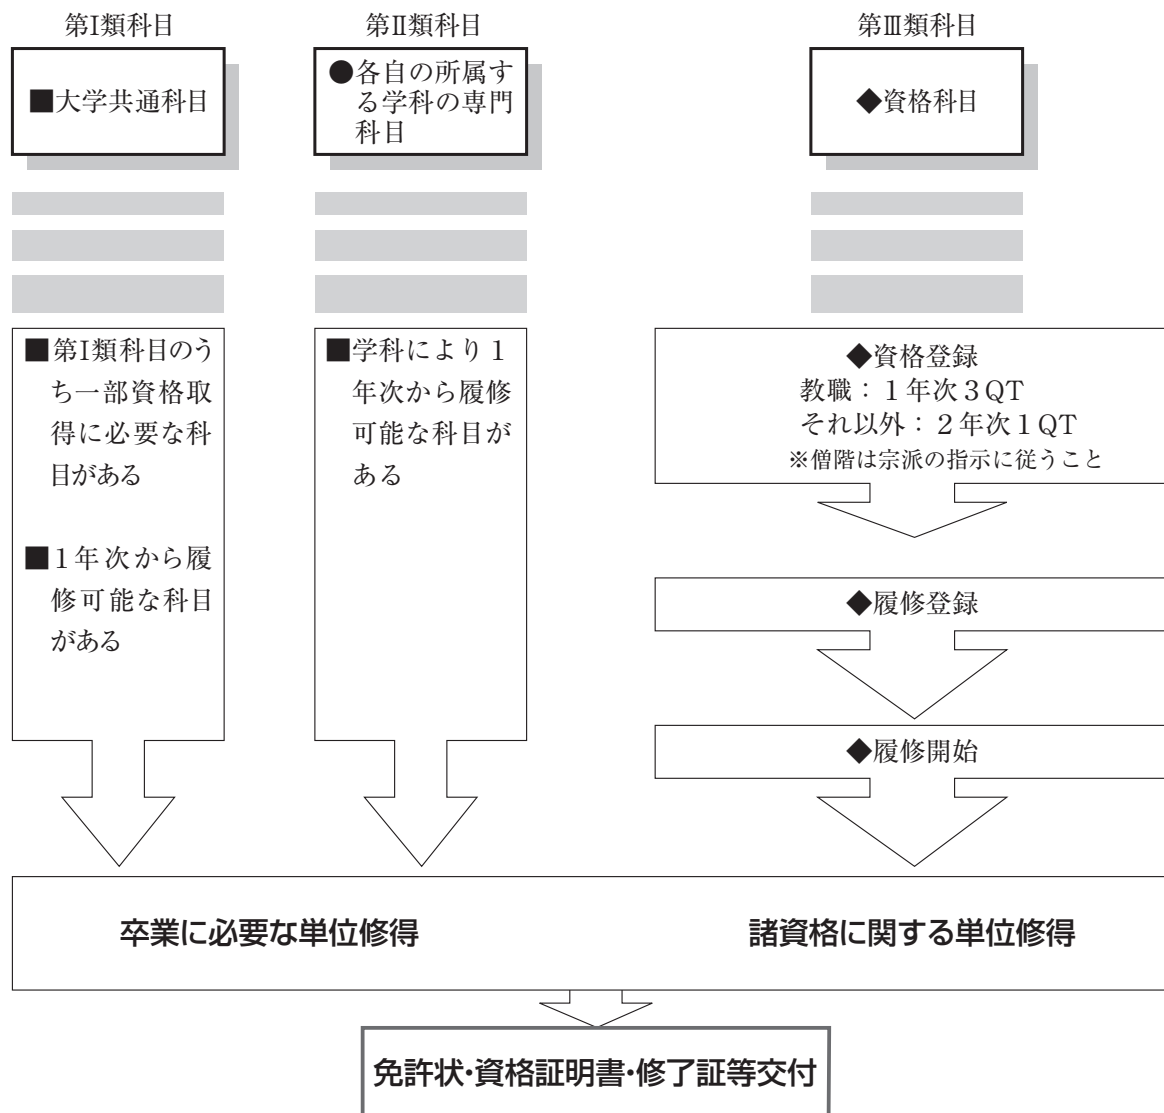 第Ⅰ類科目
■大学共通科目
第Ⅱ類科目
●各自の所属す
る学科の専門
科目
第Ⅲ類科目
◆資格科目
■第Ⅰ類科目のう
ち一部資格取
得に必要な科
目がある
■１年次から履
修可能な科目
がある
■学科により１
年次から履修
可能な科目が
ある
◆資格登録
教職：１年次３QT
それ以外：２年次１QT
※僧階は宗派の指示に従うこと
◆履修登録
◆履修開始
卒業に必要な単位修得
諸資格に関する単位修得
免許状・資格証明書・修了証等交付